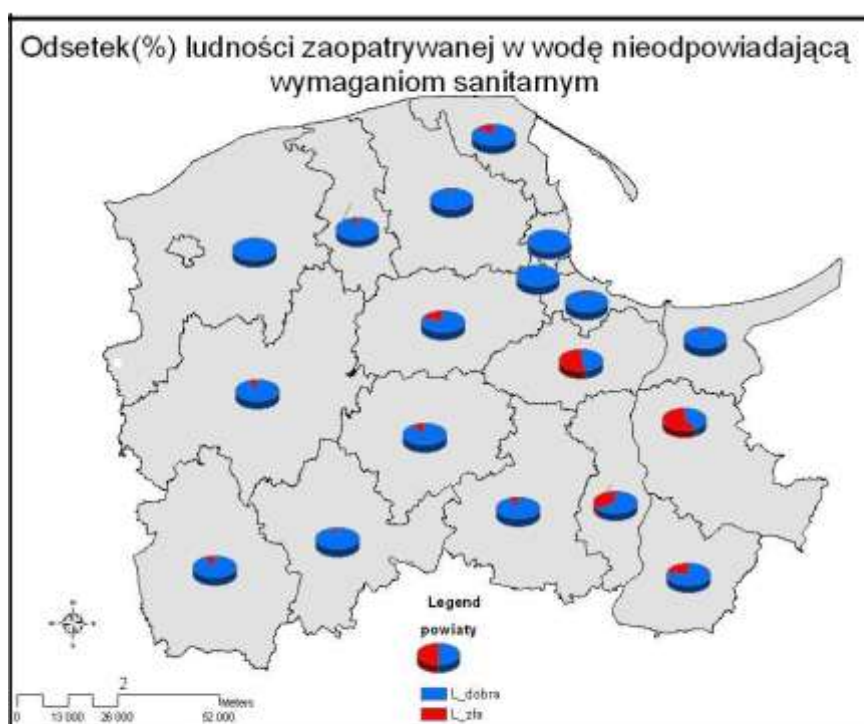 Odsetek(%) ludności zaopatrywanej w wodę nieodpowiadającą
wymaganiom sanitarnym
Legend
powiaty
L_dobra
L_zła
2
Meters
0 13 000 26 000 52 000